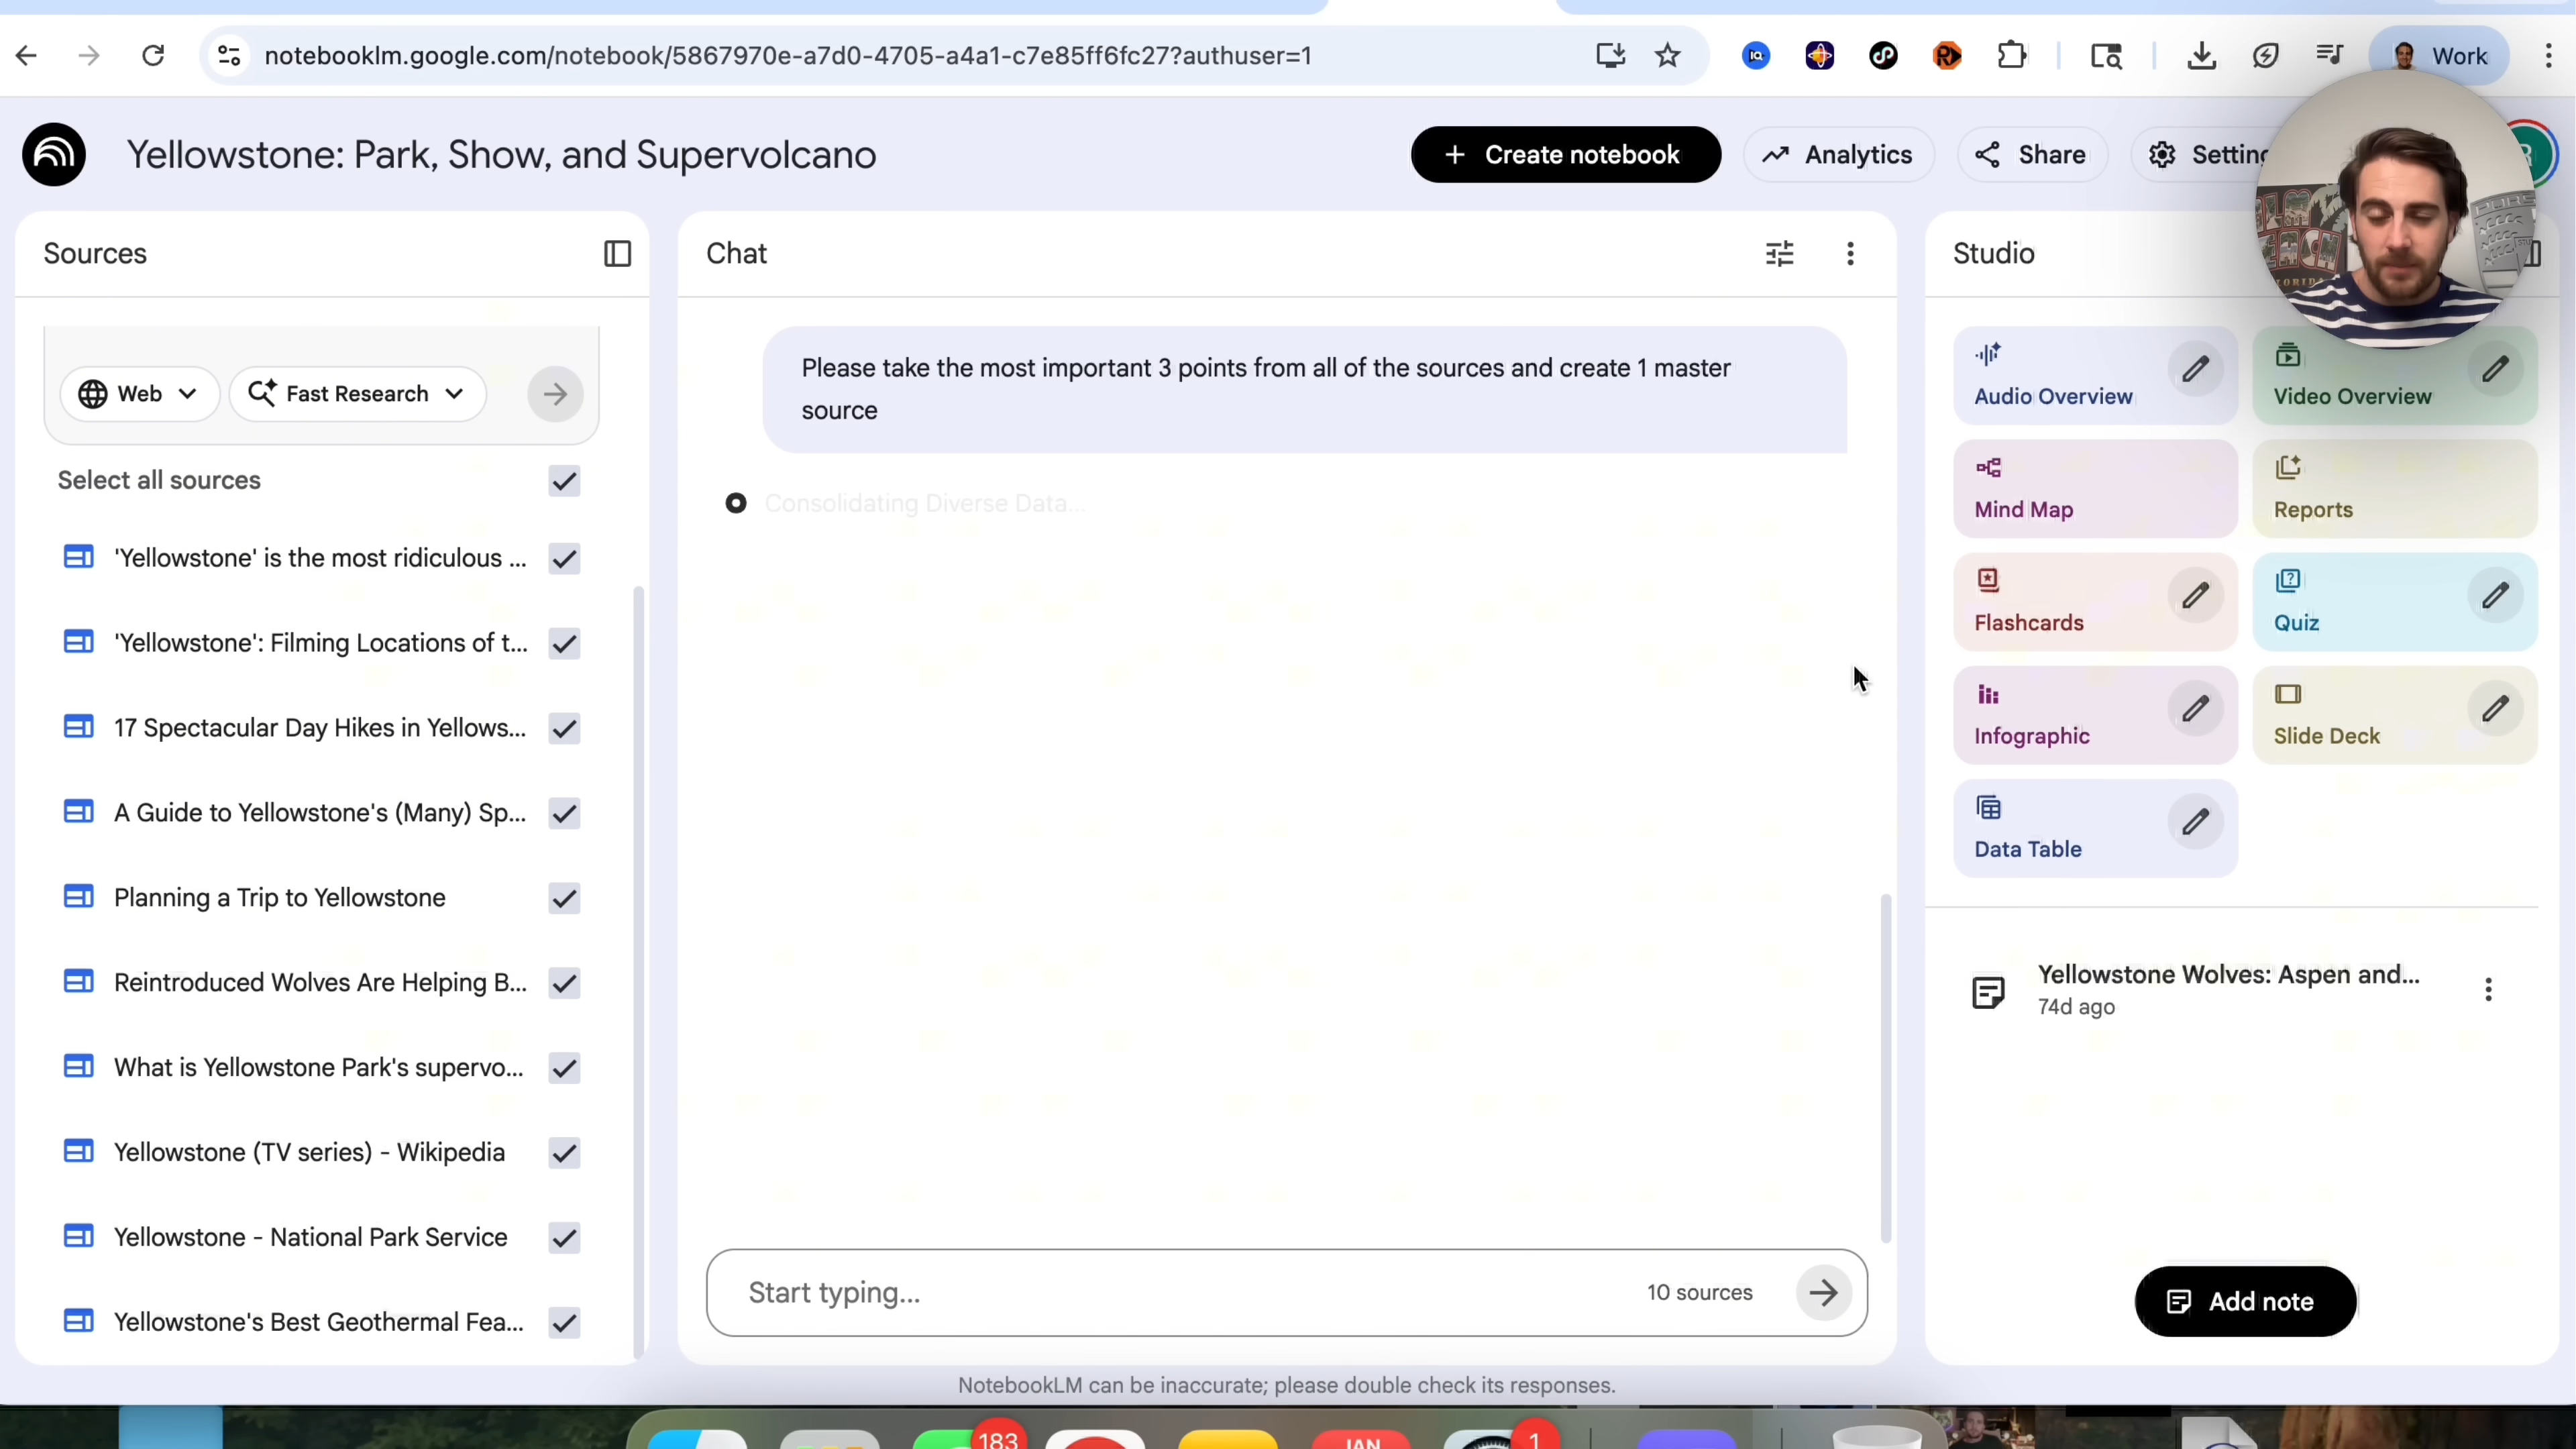 notebooklm.google.com/notebook/5867970e-a7d0-4705-a4a1-c7e85ff6fc27?authuser=1
Work
Yellowstone: Park, Show, and Supervolcano
Create notebook
Analytics
Share
Setting
Sources
Web
Fast Research
Select all sources
'Yellowstone' is the most ridiculous ...
'Yellowstone': Filming Locations of t...
17 Spectacular Day Hikes in Yellows...
A Guide to Yellowstone's (Many) Sp...
Planning a Trip to Yellowstone
Reintroduced Wolves Are Helping B...
What is Yellowstone Park's supervo...
Yellowstone (TV series) - Wikipedia
Yellowstone - National Park Service
Yellowstone's Best Geothermal Fea...
Chat
Please take the most important 3 points from all of the sources and create 1 master
source
Consolidating Diverse Data...
Start typing...
10 sources
NotebookLM can be inaccurate; please double check its responses.
Studio
Audio Overview
Video Overview
Mind Map
Reports
Flashcards
Quiz
Infographic
Slide Deck
Data Table
Yellowstone Wolves: Aspen and...
74d ago
Add note
183
JAN
1